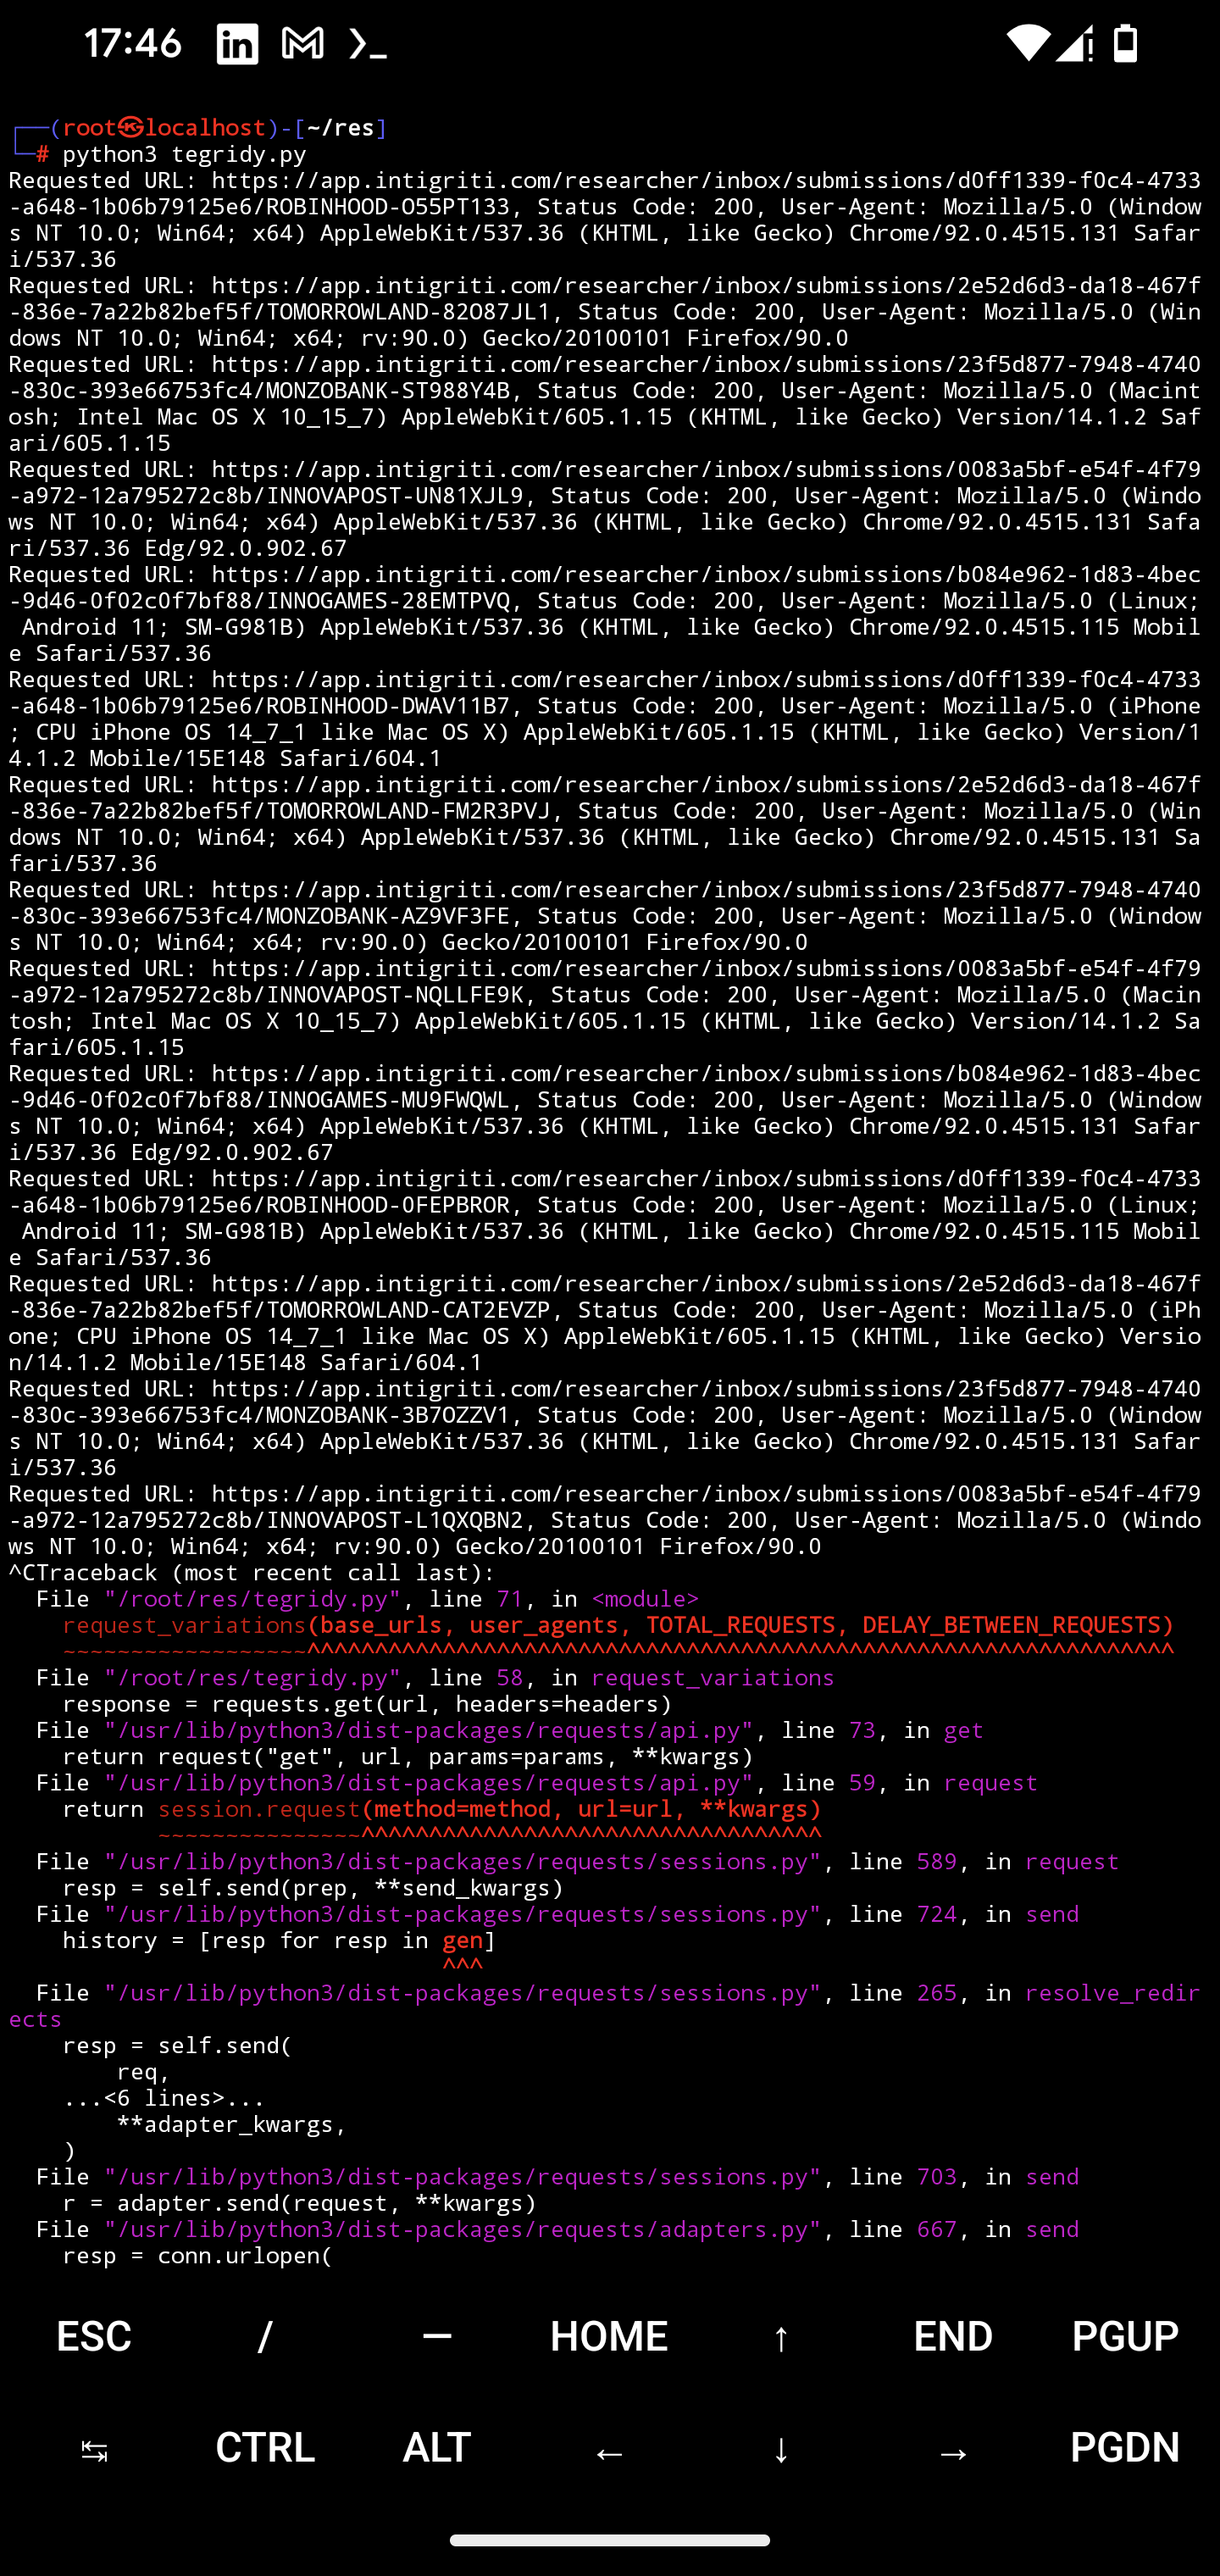 17:46
┌──(root㉿localhost)-[~/res]
└─# python3 tegridy.py
Requested URL: https://app.intigriti.com/researcher/inbox/submissions/d0ff1339-f0c4-4733
-a648-1b06b79125e6/ROBINHOOD-O55PT133, Status Code: 200, User-Agent: Mozilla/5.0 (Window
s NT 10.0; Win64; x64) AppleWebKit/537.36 (KHTML, like Gecko) Chrome/92.0.4515.131 Safar
i/537.36
Requested URL: https://app.intigriti.com/researcher/inbox/submissions/2e52d6d3-da18-467f
-836e-7a22b82bef5f/TOMORROWLAND-82O87JL1, Status Code: 200, User-Agent: Mozilla/5.0 (Win
dows NT 10.0; Win64; x64; rv:90.0) Gecko/20100101 Firefox/90.0
Requested URL: https://app.intigriti.com/researcher/inbox/submissions/23f5d877-7948-4740
-830c-393e66753fc4/MONZOBANK-ST988Y4B, Status Code: 200, User-Agent: Mozilla/5.0 (Macint
osh; Intel Mac OS X 10_15_7) AppleWebKit/605.1.15 (KHTML, like Gecko) Version/14.1.2 Saf
ari/605.1.15
Requested URL: https://app.intigriti.com/researcher/inbox/submissions/0083a5bf-e54f-4f79
-a972-12a795272c8b/INNOVAPOST-UN81XJL9, Status Code: 200, User-Agent: Mozilla/5.0 (Windo
ws NT 10.0; Win64; x64) AppleWebKit/537.36 (KHTML, like Gecko) Chrome/92.0.4515.131 Safa
ri/537.36 Edg/92.0.902.67
Requested URL: https://app.intigriti.com/researcher/inbox/submissions/b084e962-1d83-4bec
-9d46-0f02c0f7bf88/INNOGAMES-28EMTPVQ, Status Code: 200, User-Agent: Mozilla/5.0 (Linux;
 Android 11; SM-G981B) AppleWebKit/537.36 (KHTML, like Gecko) Chrome/92.0.4515.115 Mobil
e Safari/537.36
Requested URL: https://app.intigriti.com/researcher/inbox/submissions/d0ff1339-f0c4-4733
-a648-1b06b79125e6/ROBINHOOD-DWAV11B7, Status Code: 200, User-Agent: Mozilla/5.0 (iPhone
; CPU iPhone OS 14_7_1 like Mac OS X) AppleWebKit/605.1.15 (KHTML, like Gecko) Version/1
4.1.2 Mobile/15E148 Safari/604.1
Requested URL: https://app.intigriti.com/researcher/inbox/submissions/2e52d6d3-da18-467f
-836e-7a22b82bef5f/TOMORROWLAND-FM2R3PVJ, Status Code: 200, User-Agent: Mozilla/5.0 (Win
dows NT 10.0; Win64; x64) AppleWebKit/537.36 (KHTML, like Gecko) Chrome/92.0.4515.131 Sa
fari/537.36
Requested URL: https://app.intigriti.com/researcher/inbox/submissions/23f5d877-7948-4740
-830c-393e66753fc4/MONZOBANK-AZ9VF3FE, Status Code: 200, User-Agent: Mozilla/5.0 (Window
s NT 10.0; Win64; x64; rv:90.0) Gecko/20100101 Firefox/90.0
Requested URL: https://app.intigriti.com/researcher/inbox/submissions/0083a5bf-e54f-4f79
-a972-12a795272c8b/INNOVAPOST-NQLLFE9K, Status Code: 200, User-Agent: Mozilla/5.0 (Macin
tosh; Intel Mac OS X 10_15_7) AppleWebKit/605.1.15 (KHTML, like Gecko) Version/14.1.2 Sa
fari/605.1.15
Requested URL: https://app.intigriti.com/researcher/inbox/submissions/b084e962-1d83-4bec
-9d46-0f02c0f7bf88/INNOGAMES-MU9FWQWL, Status Code: 200, User-Agent: Mozilla/5.0 (Window
s NT 10.0; Win64; x64) AppleWebKit/537.36 (KHTML, like Gecko) Chrome/92.0.4515.131 Safar
i/537.36 Edg/92.0.902.67
Requested URL: https://app.intigriti.com/researcher/inbox/submissions/d0ff1339-f0c4-4733
-a648-1b06b79125e6/ROBINHOOD-0FEPBROR, Status Code: 200, User-Agent: Mozilla/5.0 (Linux;
 Android 11; SM-G981B) AppleWebKit/537.36 (KHTML, like Gecko) Chrome/92.0.4515.115 Mobil
e Safari/537.36
Requested URL: https://app.intigriti.com/researcher/inbox/submissions/2e52d6d3-da18-467f
-836e-7a22b82bef5f/TOMORROWLAND-CAT2EVZP, Status Code: 200, User-Agent: Mozilla/5.0 (iPh
one; CPU iPhone OS 14_7_1 like Mac OS X) AppleWebKit/605.1.15 (KHTML, like Gecko) Versio
n/14.1.2 Mobile/15E148 Safari/604.1
Requested URL: https://app.intigriti.com/researcher/inbox/submissions/23f5d877-7948-4740
-830c-393e66753fc4/MONZOBANK-3B7OZZV1, Status Code: 200, User-Agent: Mozilla/5.0 (Window
s NT 10.0; Win64; x64) AppleWebKit/537.36 (KHTML, like Gecko) Chrome/92.0.4515.131 Safar
i/537.36
Requested URL: https://app.intigriti.com/researcher/inbox/submissions/0083a5bf-e54f-4f79
-a972-12a795272c8b/INNOVAPOST-L1QXQBN2, Status Code: 200, User-Agent: Mozilla/5.0 (Windo
ws NT 10.0; Win64; x64; rv:90.0) Gecko/20100101 Firefox/90.0
^CTraceback (most recent call last):
  File "/root/res/tegridy.py", line 71, in <module>
    request_variations(base_urls, user_agents, TOTAL_REQUESTS, DELAY_BETWEEN_REQUESTS)
    ~~~~~~~~~~~~~~~~~~^^^^^^^^^^^^^^^^^^^^^^^^^^^^^^^^^^^^^^^^^^^^^^^^^^^^^^^^^^^^^^^^
  File "/root/res/tegridy.py", line 58, in request_variations
    response = requests.get(url, headers=headers)
  File "/usr/lib/python3/dist-packages/requests/api.py", line 73, in get
    return request("get", url, params=params, **kwargs)
  File "/usr/lib/python3/dist-packages/requests/api.py", line 59, in request
    return session.request(method=method, url=url, **kwargs)
           ~~~~~~~~~~~~~~~^^^^^^^^^^^^^^^^^^^^^^^^^^^^^^^^^^
  File "/usr/lib/python3/dist-packages/requests/sessions.py", line 589, in request
    resp = self.send(prep, **send_kwargs)
  File "/usr/lib/python3/dist-packages/requests/sessions.py", line 724, in send
    history = [resp for resp in gen]
                                ^^^
  File "/usr/lib/python3/dist-packages/requests/sessions.py", line 265, in resolve_redir
ects
    resp = self.send(
        req,
    ...<6 lines>...
        **adapter_kwargs,
    )
  File "/usr/lib/python3/dist-packages/requests/sessions.py", line 703, in send
    r = adapter.send(request, **kwargs)
  File "/usr/lib/python3/dist-packages/requests/adapters.py", line 667, in send
    resp = conn.urlopen(
ESC / — HOME ↑ END PGUP
↹ CTRL ALT ← ↓ → PGDN